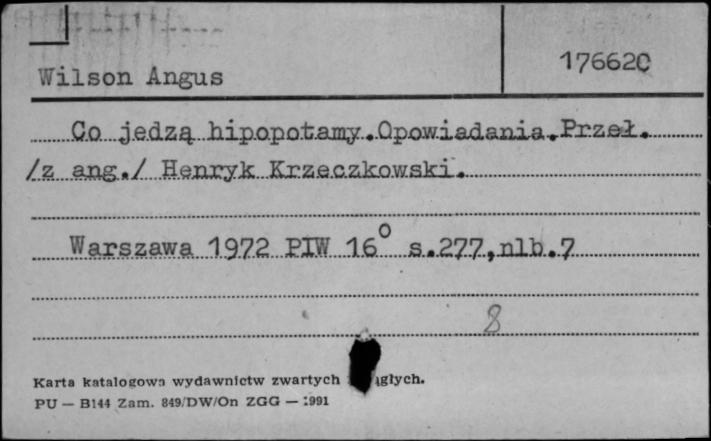 Wilson Angus
176620
Co jedzą hipopotamy.Opowiadania.Przeł.
/z ang./ Henryk Krzeczkowski.
Warszawa 1972 PIW 16° s.277,nlb.7
8
Karta katalogowa wydawnictw zwartych
PU — B144 Zam. 849/DW/On ZGG — 1991